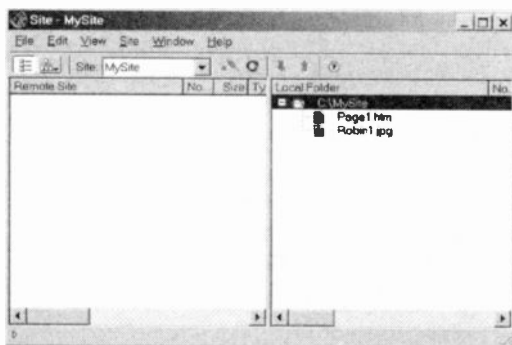 Site - MySite
File Edit View Site Window Help
Site: MySite
Remote Site No. Size Ty
Local Folder No.
C:\MySite
Page1.htm
Robin1.jpg